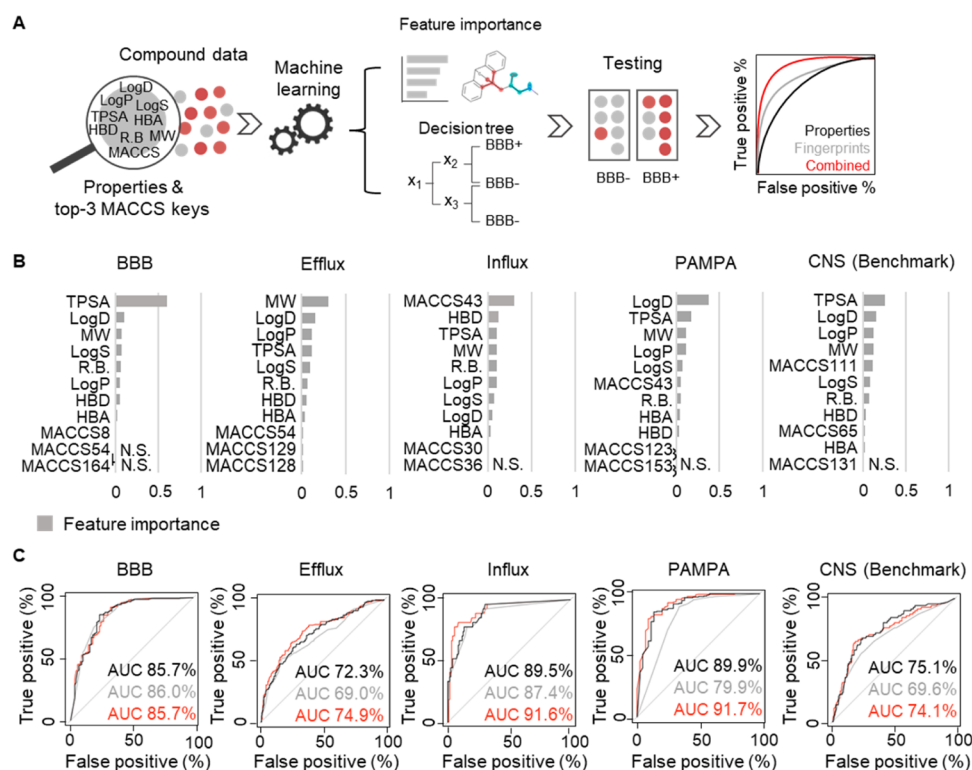 A
Compound data
LogD
LogP
LogS
TPSA
HBA
HBD
R.B
MW
MACCS
Properties &
top-3 MACCS keys
Machine
learning
Feature importance
Decision tree
x1
x2
x3
BBB+
BBB-
BBB-
Testing
BBB-
BBB+
True positive %
Properties
Fingerprints
Combined
False positive %
B
BBB
TPSA
LogD
MW
LogS
R.B.
LogP
HBD
HBA
MACCS8
MACCS54 N.S.
MACCS164 N.S.
0 0.5 1
Efflux
MW
LogD
LogP
TPSA
LogS
R.B.
HBD
HBA
MACCS54
MACCS129
MACCS128
0 0.5 1
Influx
MACCS43
HBD
TPSA
MW
R.B.
LogP
LogS
LogD
HBA
MACCS30
MACCS36 N.S.
0 0.5 1
PAMPA
LogD
TPSA
MW
LogP
LogS
MACCS43
R.B.
HBA
HBD
MACCS123
MACCS153 N.S.
0 0.5 1
CNS (Benchmark)
TPSA
LogD
LogP
MW
MACCS111
LogS
R.B.
HBD
MACCS65
HBA
MACCS131 N.S.
0 0.5 1
Feature importance
C
BBB
True positive (%)
100
50
0
AUC 85.7%
AUC 86.0%
AUC 85.7%
0 50 100
False positive (%)
Efflux
True positive (%)
100
50
0
AUC 72.3%
AUC 69.0%
AUC 74.9%
0 50 100
False positive (%)
Influx
True positive (%)
100
50
0
AUC 89.5%
AUC 87.4%
AUC 91.6%
0 50 100
False positive (%)
PAMPA
True positive (%)
100
50
0
AUC 89.9%
AUC 79.9%
AUC 91.7%
0 50 100
False positive (%)
CNS (Benchmark)
True positive (%)
100
50
0
AUC 75.1%
AUC 69.6%
AUC 74.1%
0 50 100
False positive (%)